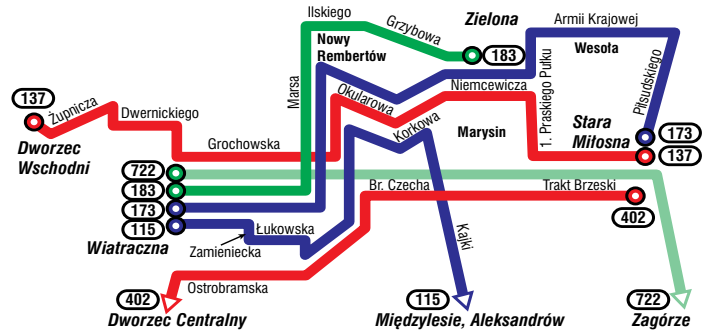 Ilskiego
Grzybowa
Zielona
183
Armii Krajowej
Nowy
Rembertów
Wesoła
Marsa
Piłsudskiego
137
Żupnicza
Dwernickiego
Okularowa
Niemcewicza
1. Praskiego Pułku
Korkowa
Dworzec
Wschodni
Grochowska
Marysin
Stara
Miłosna
173
137
722
183
173
115
Wiatraczna
Br. Czecha
Trakt Brzeski
402
Łukowska
Zamieniecka
Kajki
Ostrobramska
402
Dworzec Centralny
115
Międzylesie, Aleksandrów
722
Zagórze